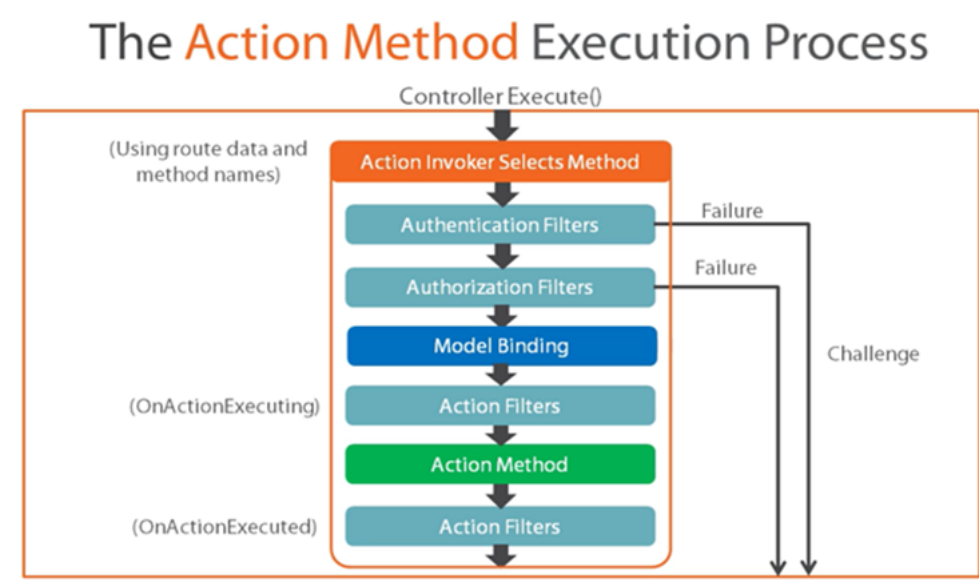 The Action Method Execution Process
Controller Execute()
(Using route data and
method names)
Action Invoker Selects Method
Authentication Filters
Failure
Authorization Filters
Failure
Model Binding
Challenge
(OnActionExecuting)
Action Filters
Action Method
(OnActionExecuted)
Action Filters